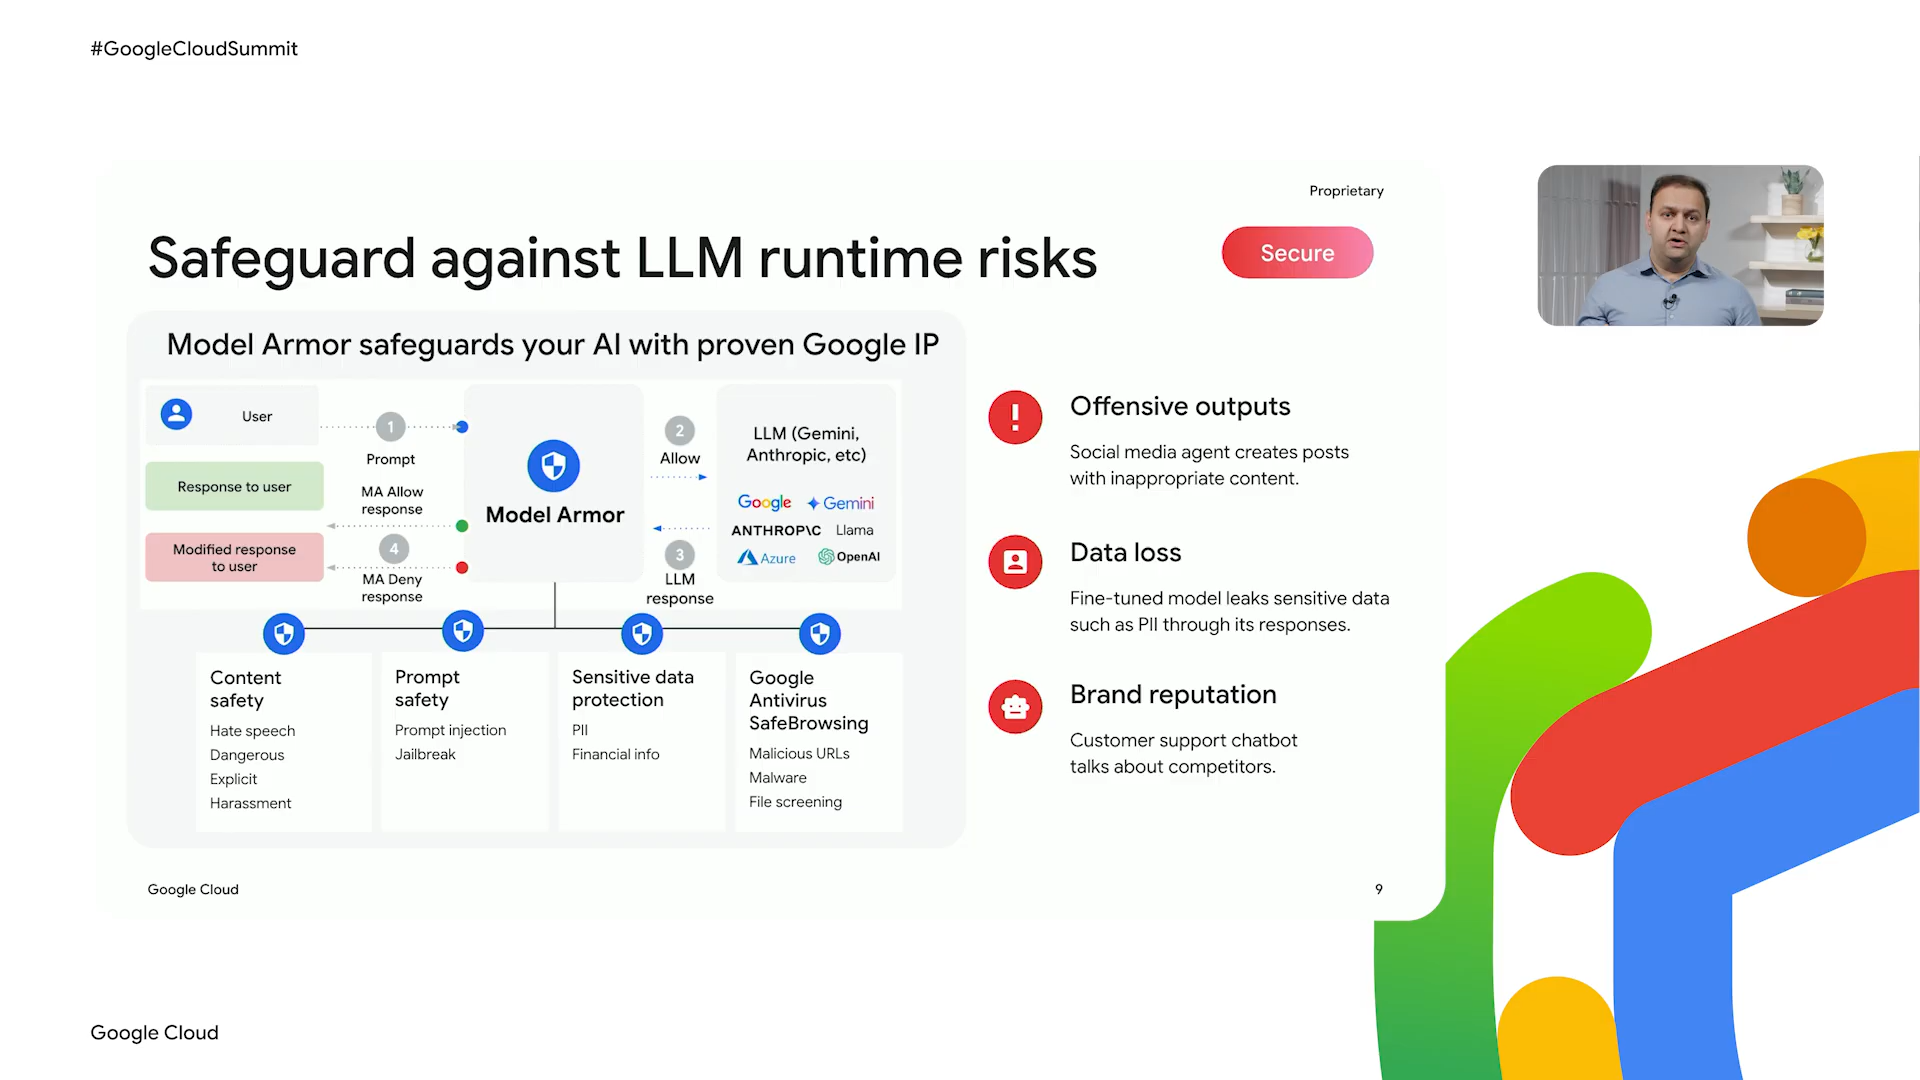 #GoogleCloudSummit
Proprietary
Safeguard against LLM runtime risks
Secure
Model Armor safeguards your AI with proven Google IP
User
1
Prompt
Response to user
MA Allow
response
Modified response
to user
4
MA Deny
response
Model Armor
2
Allow
3
LLM
response
LLM (Gemini,
Anthropic, etc)
Google Gemini
ANTHROP\C Llama
Azure OpenAI
Content
safety
Hate speech
Dangerous
Explicit
Harassment
Prompt
safety
Prompt injection
Jailbreak
Sensitive data
protection
PII
Financial info
Google
Antivirus
SafeBrowsing
Malicious URLs
Malware
File screening
Offensive outputs
Social media agent creates posts
with inappropriate content.
Data loss
Fine-tuned model leaks sensitive data
such as PII through its responses.
Brand reputation
Customer support chatbot
talks about competitors.
Google Cloud
9
Google Cloud